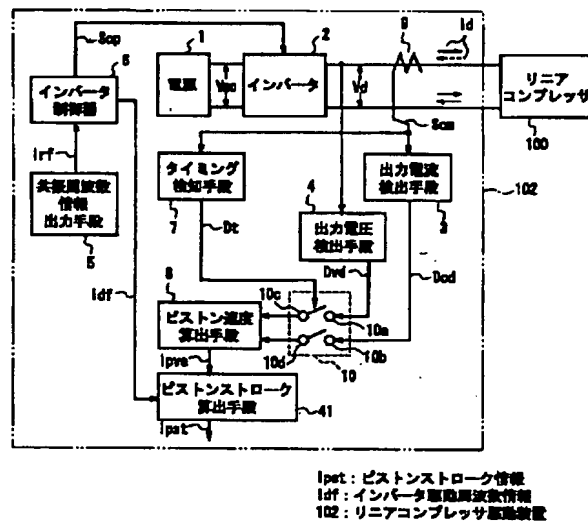 Scp
6
インバータ
制御器
1
電源
Vpc
2
インバータ
Vd
9
Id
リニア
コンプレッサ
100
Scm
Irf
共振周波数
情報
出力手段
5
タイミング
検知手段
7
Dt
4
出力電圧
検出手段
出力電流
検出手段
3
102
Dvd
Dcd
Idf
8
ピストン速度
算出手段
10c
10d
10a
10b
10
Ipve
ピストンストローク
算出手段
41
Ipst
Ipst：ピストンストローク情報
Idf：インバータ駆動周波数情報
102：リニアコンプレッサ駆動装置